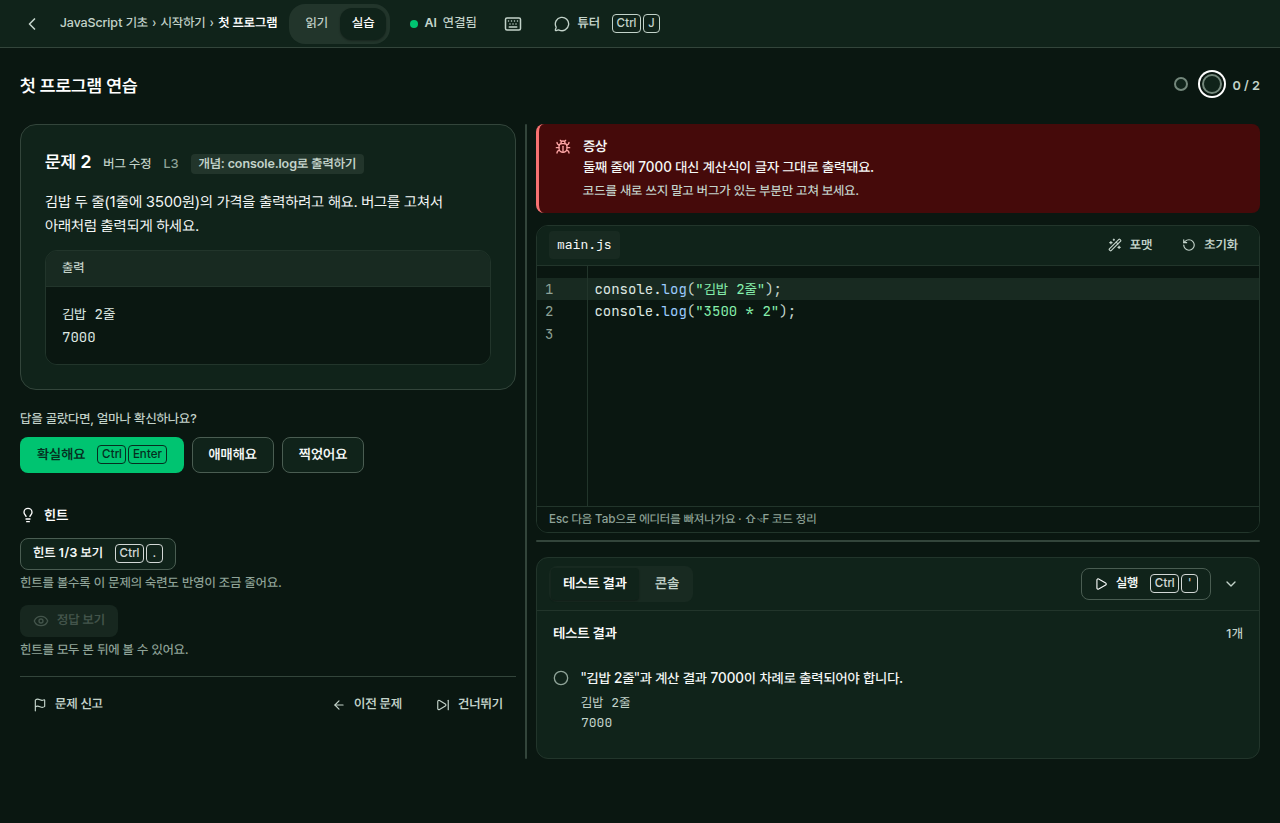 JavaScript 기초 › 시작하기 › 첫 프로그램
읽기 실습
AI 연결됨
튜터 Ctrl J
첫 프로그램 연습
0 / 2
문제 2 버그 수정 L3 개념: console.log로 출력하기
김밥 두 줄(1줄에 3500원)의 가격을 출력하려고 해요. 버그를 고쳐서
아래처럼 출력되게 하세요.
출력
김밥 2줄
7000
답을 골랐다면, 얼마나 확신하나요?
확실해요 Ctrl Enter 애매해요 찍었어요
힌트
힌트 1/3 보기 Ctrl .
힌트를 볼수록 이 문제의 숙련도 반영이 조금 줄어요.
정답 보기
힌트를 모두 본 뒤에 볼 수 있어요.
문제 신고 이전 문제 건너뛰기
증상
둘째 줄에 7000 대신 계산식이 글자 그대로 출력돼요.
코드를 새로 쓰지 말고 버그가 있는 부분만 고쳐 보세요.
main.js 포맷 초기화
1 console.log("김밥 2줄");
2 console.log("3500 * 2");
3
Esc 다음 Tab으로 에디터를 빠져나가요 · ⇧⌥F 코드 정리
테스트 결과 콘솔 실행 Ctrl '
테스트 결과 1개
"김밥 2줄"과 계산 결과 7000이 차례로 출력되어야 합니다.
김밥 2줄
7000